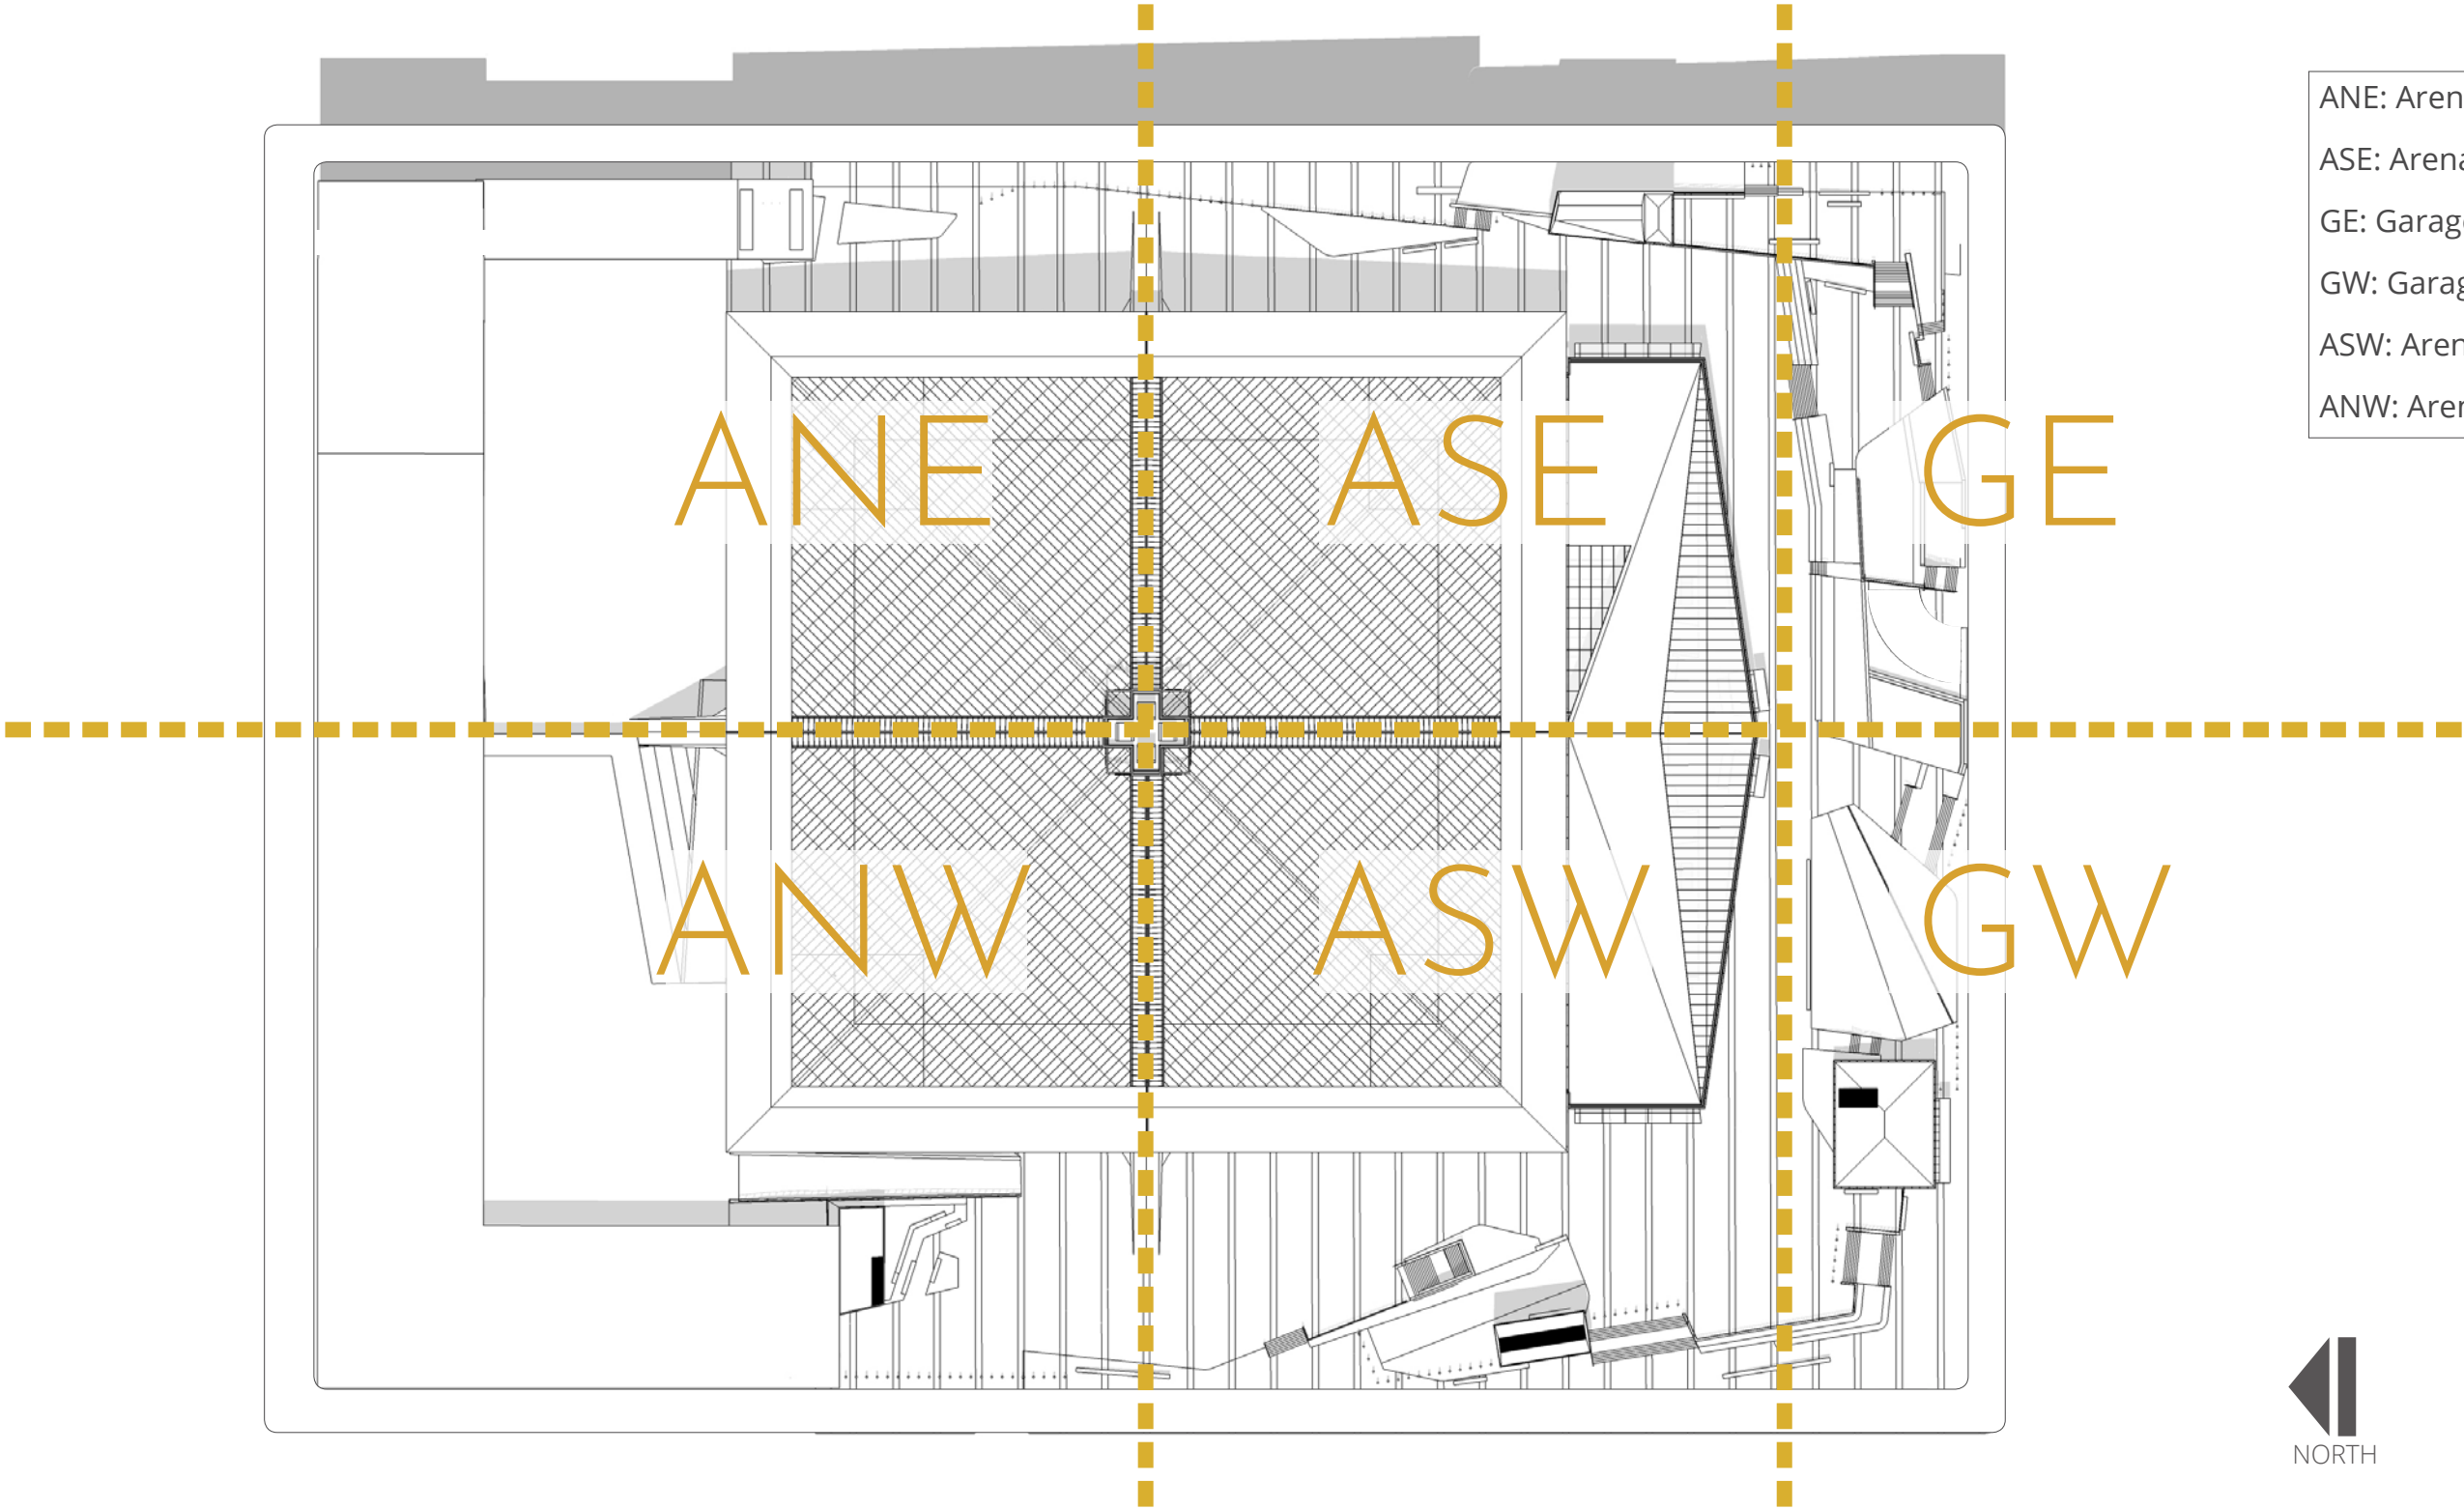 ANE: Aren
ASE: Arena
GE: Garag
GW: Garag
ASW: Aren
ANW: Aren
ANE ASE GE
ANW ASW GW
NORTH